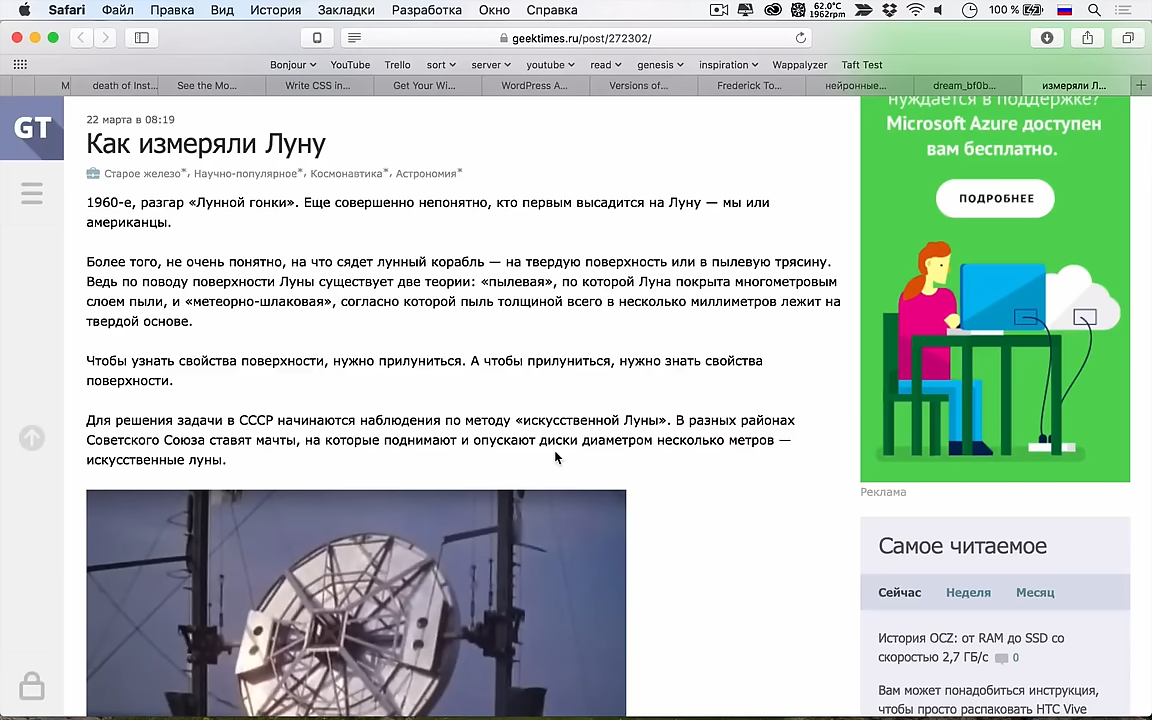 Safari Файл Правка Вид История Закладки Разработка Окно Справка 62.0°C 1962rpm 100 %
geektimes.ru/post/272302/
Bonjour YouTube Trello sort server youtube read genesis inspiration Wappalyzer Taft Test
M death of Inst... See the Mo... Write CSS in... Get Your Wi... WordPress A... Versions of... Frederick To... нейронные... dream_bf0b... измеряли Л...
GT
22 марта в 08:19
Как измеряли Луну
Старое железо*, Научно-популярное*, Космонавтика*, Астрономия*
1960-е, разгар «Лунной гонки». Еще совершенно непонятно, кто первым высадится на Луну — мы или
американцы.
Более того, не очень понятно, на что сядет лунный корабль — на твердую поверхность или в пылевую трясину.
Ведь по поводу поверхности Луны существует две теории: «пылевая», по которой Луна покрыта многометровым
слоем пыли, и «метеорно-шлаковая», согласно которой пыль толщиной всего в несколько миллиметров лежит на
твердой основе.
Чтобы узнать свойства поверхности, нужно прилуниться. А чтобы прилуниться, нужно знать свойства
поверхности.
Для решения задачи в СССР начинаются наблюдения по методу «искусственной Луны». В разных районах
Советского Союза ставят мачты, на которые поднимают и опускают диски диаметром несколько метров —
искусственные луны.
нуждается в поддержке?
Microsoft Azure доступен
вам бесплатно.
ПОДРОБНЕЕ
Реклама
Самое читаемое
Сейчас Неделя Месяц
История OCZ: от RAM до SSD со
скоростью 2,7 ГБ/с 0
Вам может понадобиться инструкция,
чтобы просто распаковать HTC Vive